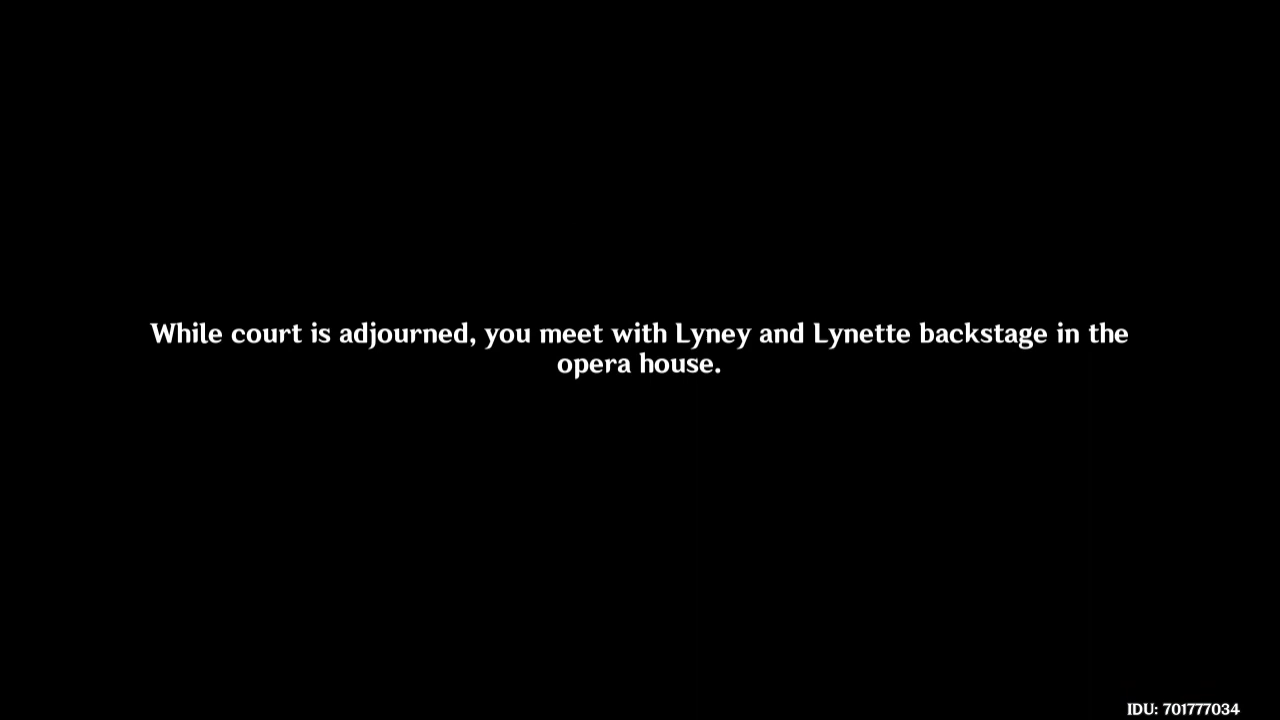 While court is adjourned, you meet with Lyney and Lynette backstage in the
opera house.
IDU: 701777034